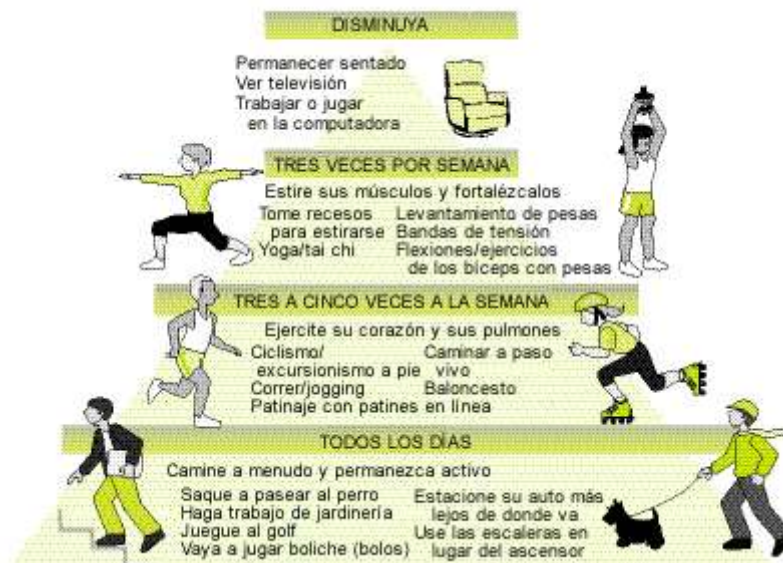 DISMINUYA
Permanecer sentado
Ver televisión
Trabajar o jugar
en la computadora
TRES VECES POR SEMANA
Estire sus músculos y fortalézcalos
Tome recesos
para estirarse
Yoga/tai chi
Levantamiento de pesas
Bandas de tensión
Flexiones/ejercicios
de los bíceps con pesas
TRES A CINCO VECES A LA SEMANA
Ejercite su corazón y sus pulmones
Ciclismo/
excursionismo a pie
Correr/jogging
Patinaje con patines en línea
Caminar a paso
vivo
Baloncesto
TODOS LOS DÍAS
Camine a menudo y permanezca activo
Saque a pasear al perro
Haga trabajo de jardinería
Juegue al golf
Vaya a jugar boliche (bolos)
Estacione su auto más
lejos de donde va
Use las escaleras en
lugar del ascensor